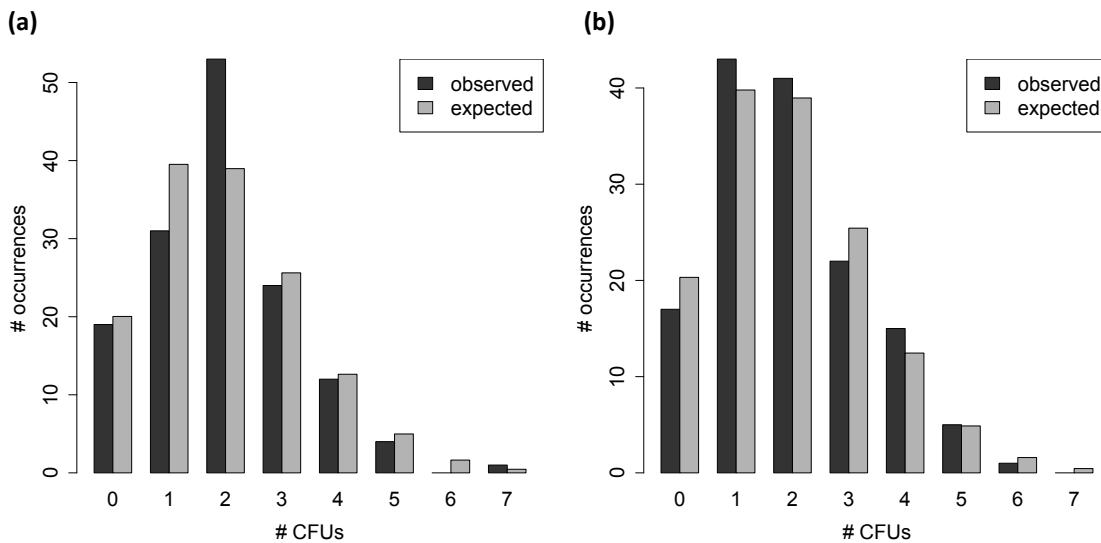 (a)
observed
expected
# occurrences
0
10
20
30
40
50
0 1 2 3 4 5 6 7
# CFUs
(b)
observed
expected
# occurrences
0
10
20
30
40
0 1 2 3 4 5 6 7
# CFUs